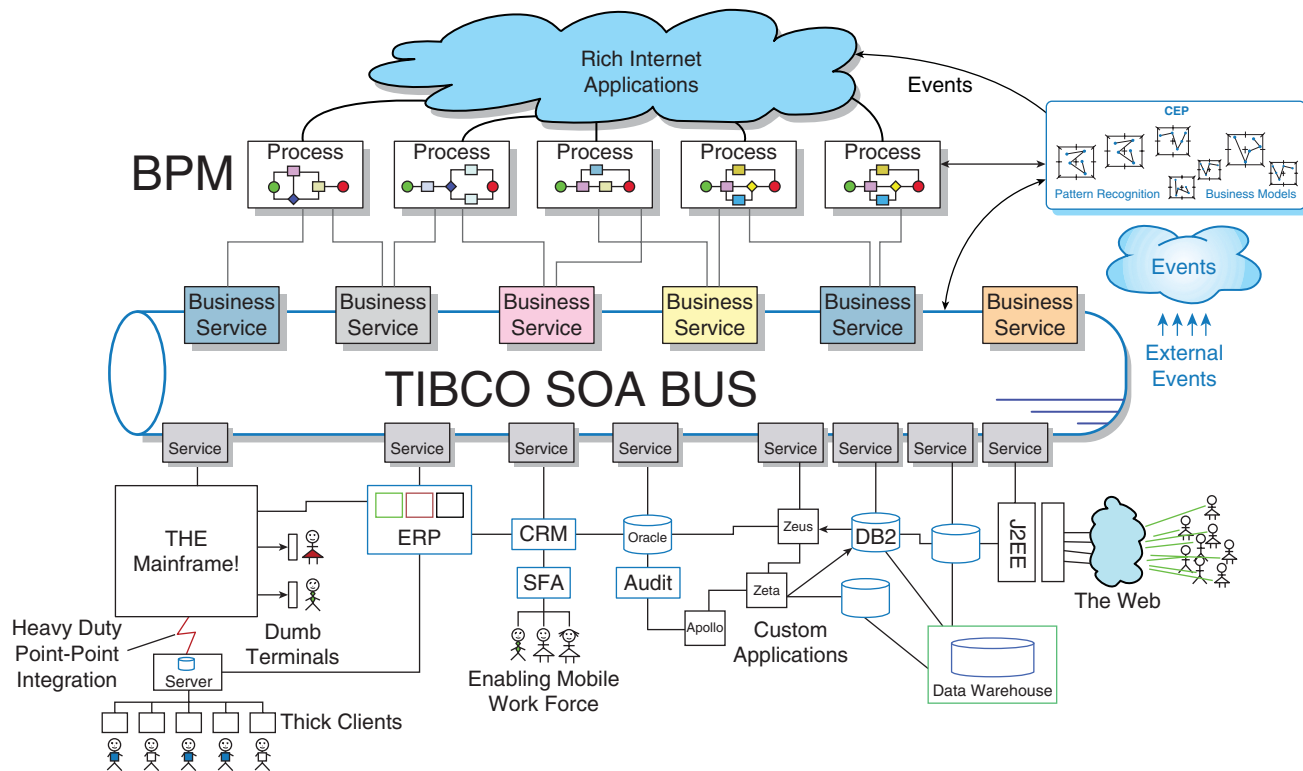 Rich Internet
Applications
Events
CEP
Pattern Recognition
Business Models
BPM
Process
Process
Process
Process
Process
Events
External
Events
Business
Service
Business
Service
Business
Service
Business
Service
Business
Service
Business
Service
TIBCO SOA BUS
Service
Service
Service
Service
Service
Service
Service
Service
THE
Mainframe!
ERP
CRM
Oracle
Zeus
DB2
J2EE
The Web
SFA
Audit
Zeta
Apollo
Custom
Applications
Data Warehouse
Heavy Duty
Point-Point
Integration
Dumb
Terminals
Server
Enabling Mobile
Work Force
Thick Clients